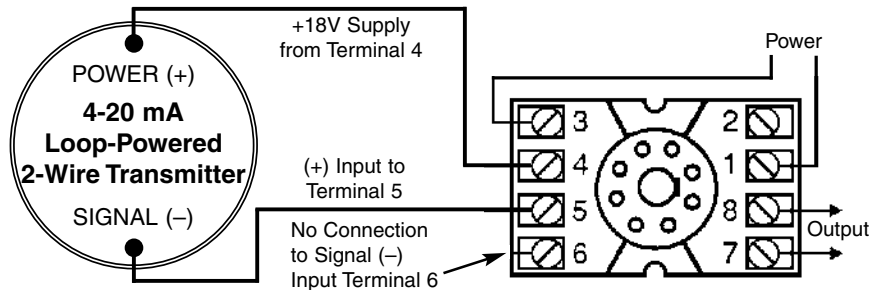 +18V Supply
from Terminal 4
Power
POWER (+)
4-20 mA
Loop-Powered
2-Wire Transmitter
SIGNAL (–)
(+) Input to
Terminal 5
No Connection
to Signal (–)
Input Terminal 6
3
4
5
6
2
1
8
7
Output